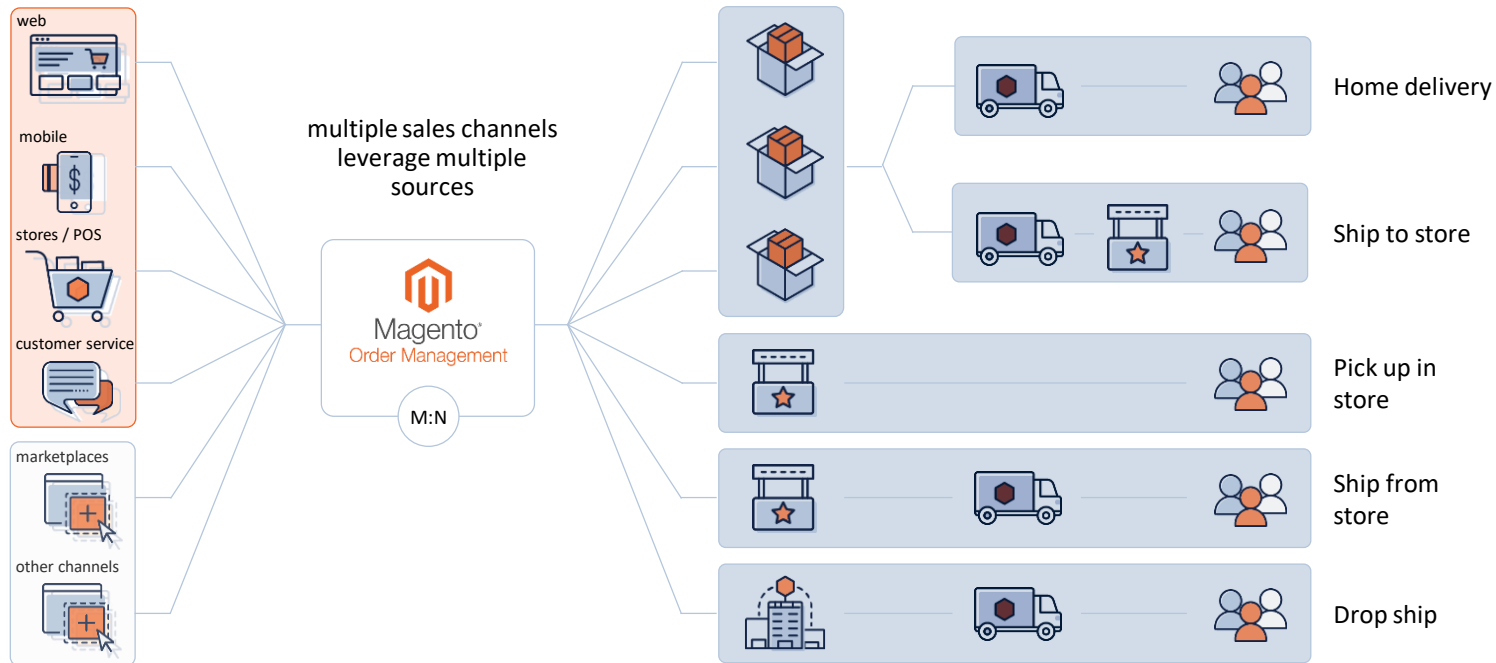 web
mobile
stores / POS
customer service
marketplaces
other channels
multiple sales channels
leverage multiple
sources
Magento®
Order Management
M:N
Home delivery
Ship to store
Pick up in
store
Ship from
store
Drop ship